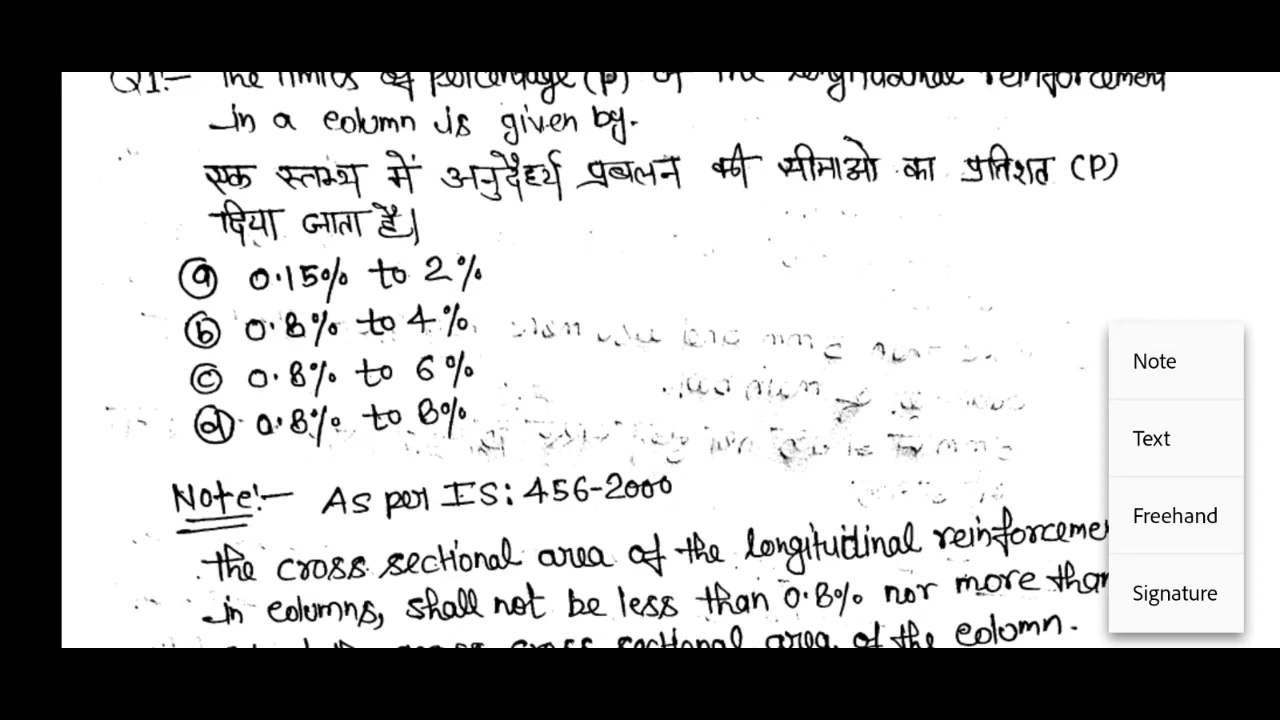 Q1:- The limits of percentage (p) of the longitudinal reinforcement
in a column is given by.
एक स्तम्भ में अनुदैर्ध्य प्रबलन की सीमाओ का प्रतिशत (P)
दिया जाता है।
(a) 0.15% to 2%
(b) 0.8% to 4%
(c) 0.8% to 6%
(d) 0.8% to 8%
Note:- As per IS: 456-2000
the cross sectional area of the longitudinal reinforcemen
in columns, shall not be less than 0.8% nor more than
cross sectional area of the column.
Note
Text
Freehand
Signature